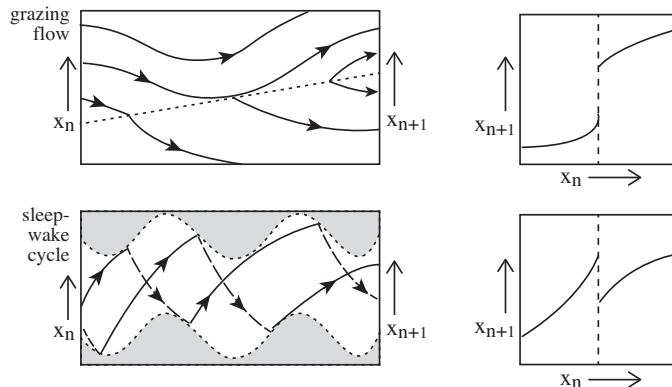 grazing
flow
xn
xn+1
xn+1
xn
sleep-
wake
cycle
xn
xn+1
xn+1
xn